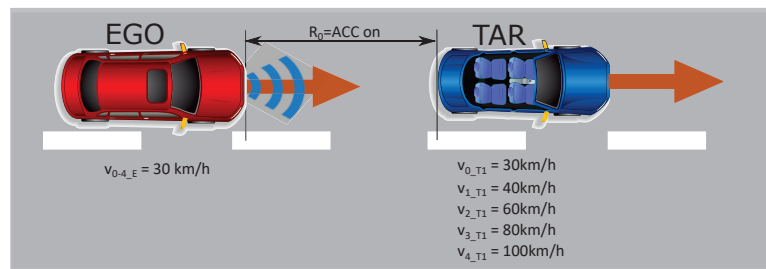 EGO
R₀=ACC on
TAR
v₀₋₄_E = 30 km/h
v₀_T1 = 30km/h
v₁_T1 = 40km/h
v₂_T1 = 60km/h
v₃_T1 = 80km/h
v₄_T1 = 100km/h